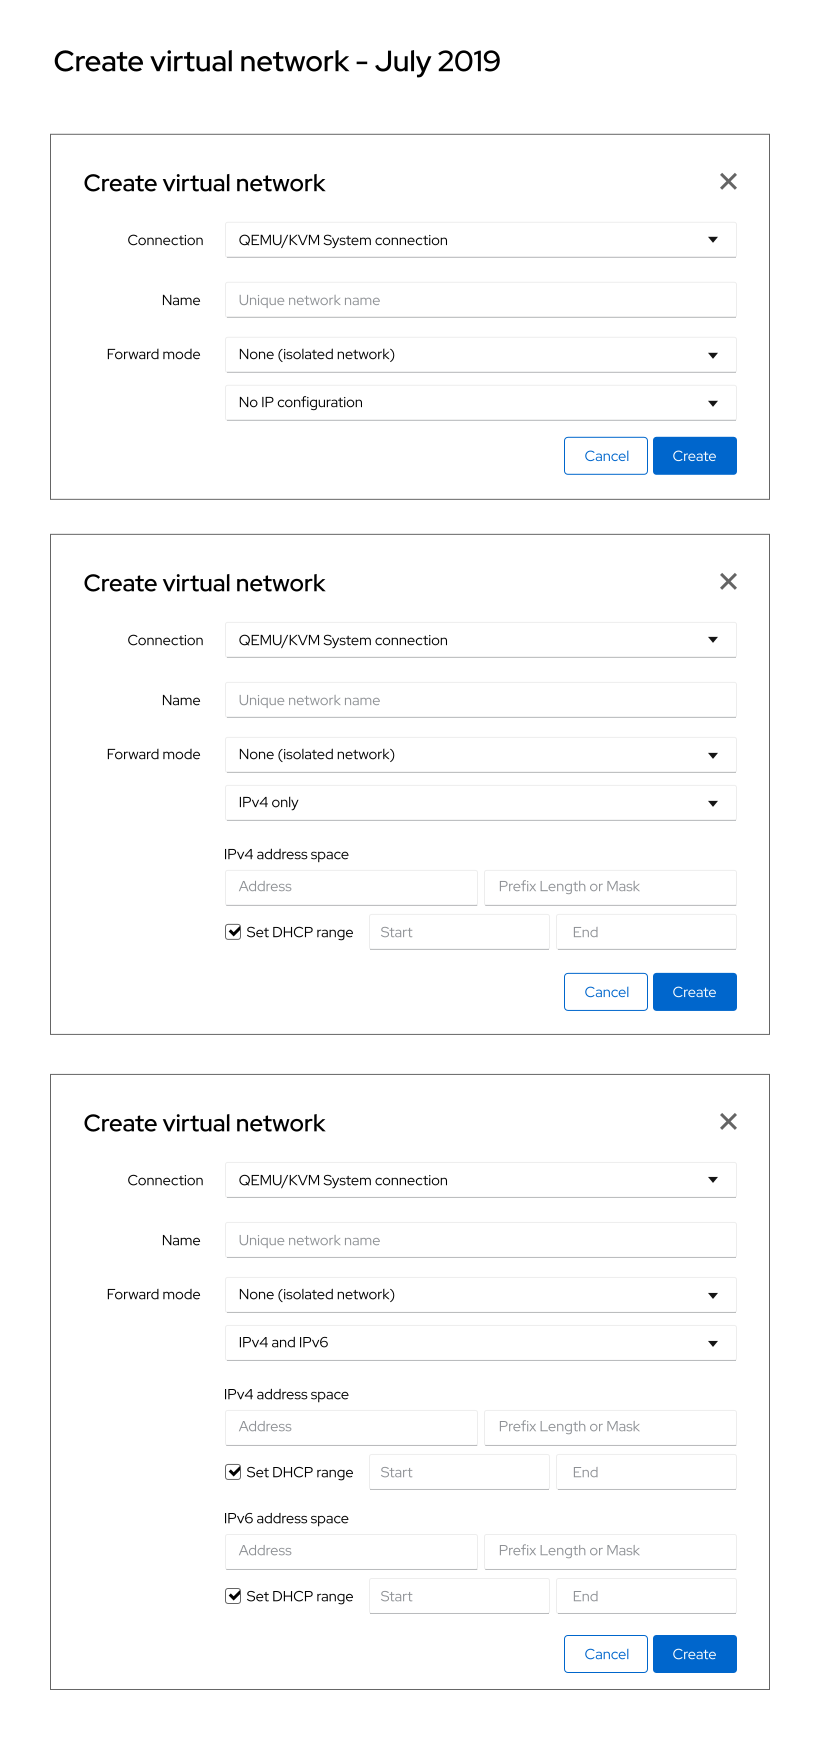 Create virtual network - July 2019
Create virtual network
Connection QEMU/KVM System connection
Name Unique network name
Forward mode None (isolated network)
No IP configuration
Cancel Create
Create virtual network
Connection QEMU/KVM System connection
Name Unique network name
Forward mode None (isolated network)
IPv4 only
IPv4 address space
Address Prefix Length or Mask
Set DHCP range Start End
Cancel Create
Create virtual network
Connection QEMU/KVM System connection
Name Unique network name
Forward mode None (isolated network)
IPv4 and IPv6
IPv4 address space
Address Prefix Length or Mask
Set DHCP range Start End
IPv6 address space
Address Prefix Length or Mask
Set DHCP range Start End
Cancel Create